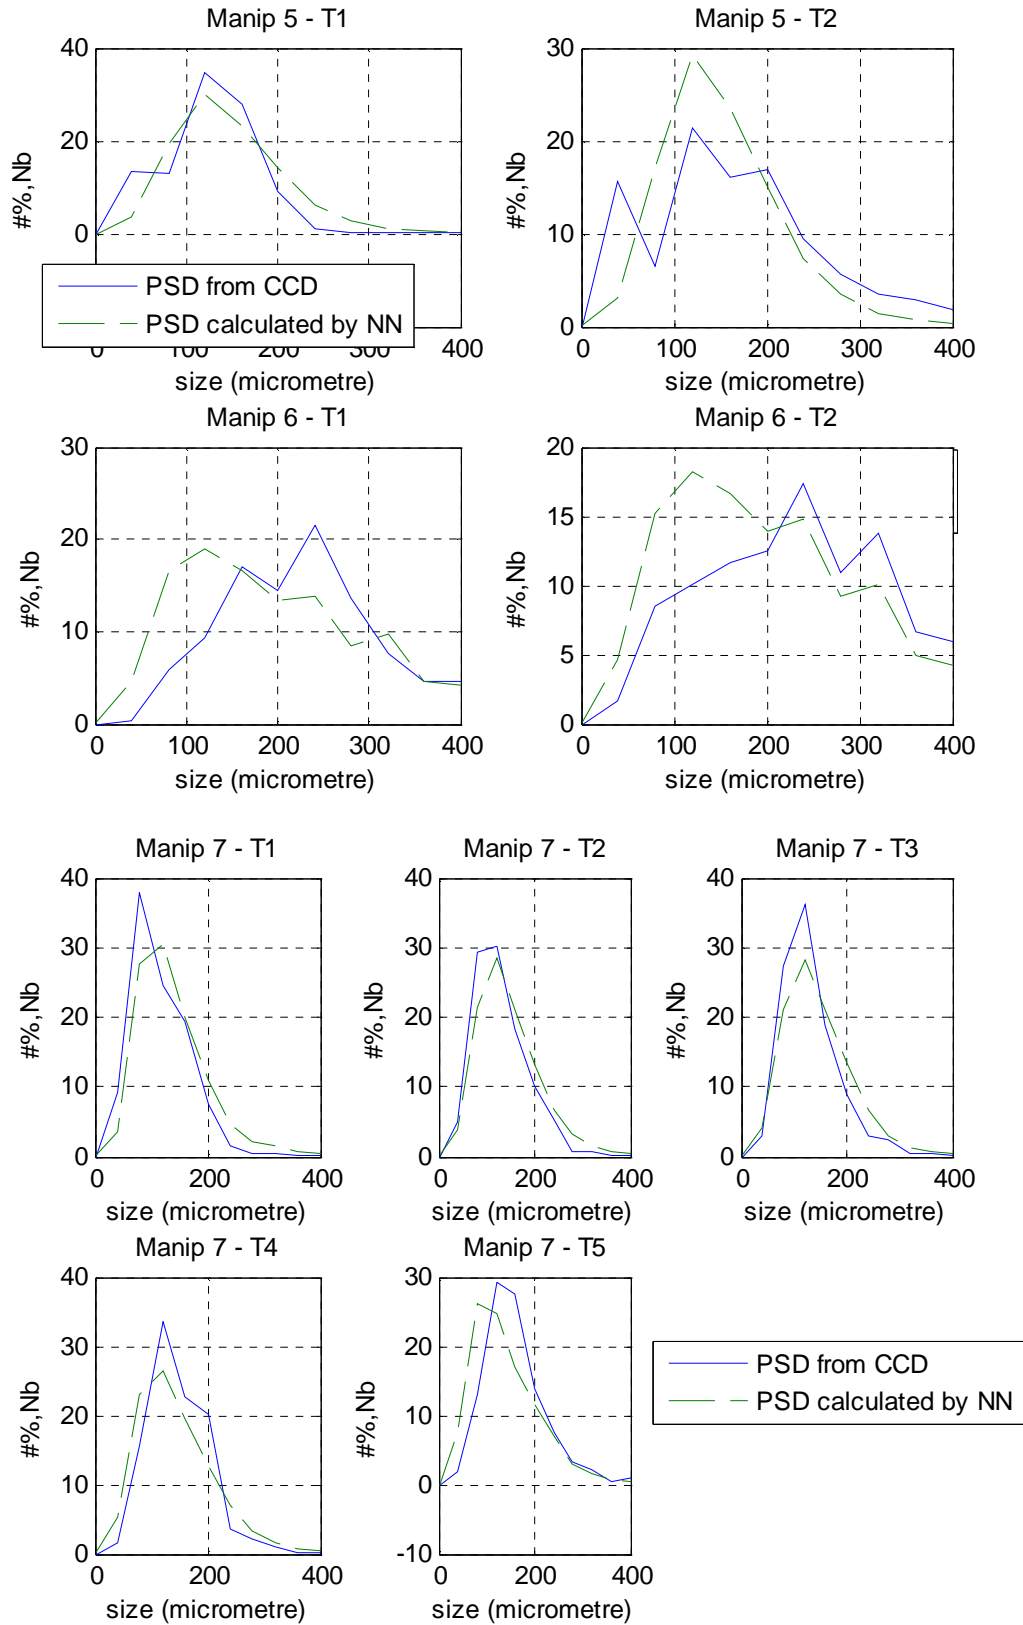 Manip 5 - T1
40
20
0
#%,Nb
PSD from CCD
PSD calculated by NN
0 100 200 300 400
size (micrometre)
Manip 5 - T2
30
20
10
0
#%,Nb
0 100 200 300 400
size (micrometre)
Manip 6 - T1
30
20
10
0
#%,Nb
0 100 200 300 400
size (micrometre)
Manip 6 - T2
20
15
10
5
0
#%,Nb
0 100 200 300 400
size (micrometre)
Manip 7 - T1
40
30
20
10
0
#%,Nb
0 200 400
size (micrometre)
Manip 7 - T2
40
30
20
10
0
#%,Nb
0 200 400
size (micrometre)
Manip 7 - T3
40
30
20
10
0
#%,Nb
0 200 400
size (micrometre)
Manip 7 - T4
40
30
20
10
0
#%,Nb
0 200 400
size (micrometre)
Manip 7 - T5
30
20
10
0
-10
#%,Nb
0 200 400
size (micrometre)
PSD from CCD
PSD calculated by NN